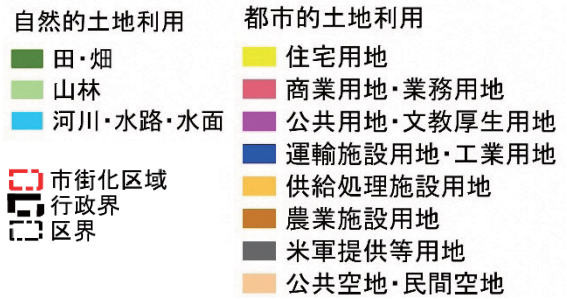 自然的土地利用
田・畑
山林
河川・水路・水面
市街化区域
行政界
区界
都市的土地利用
住宅用地
商業用地・業務用地
公共用地・文教厚生用地
運輸施設用地・工業用地
供給処理施設用地
農業施設用地
米軍提供等用地
公共空地・民間空地